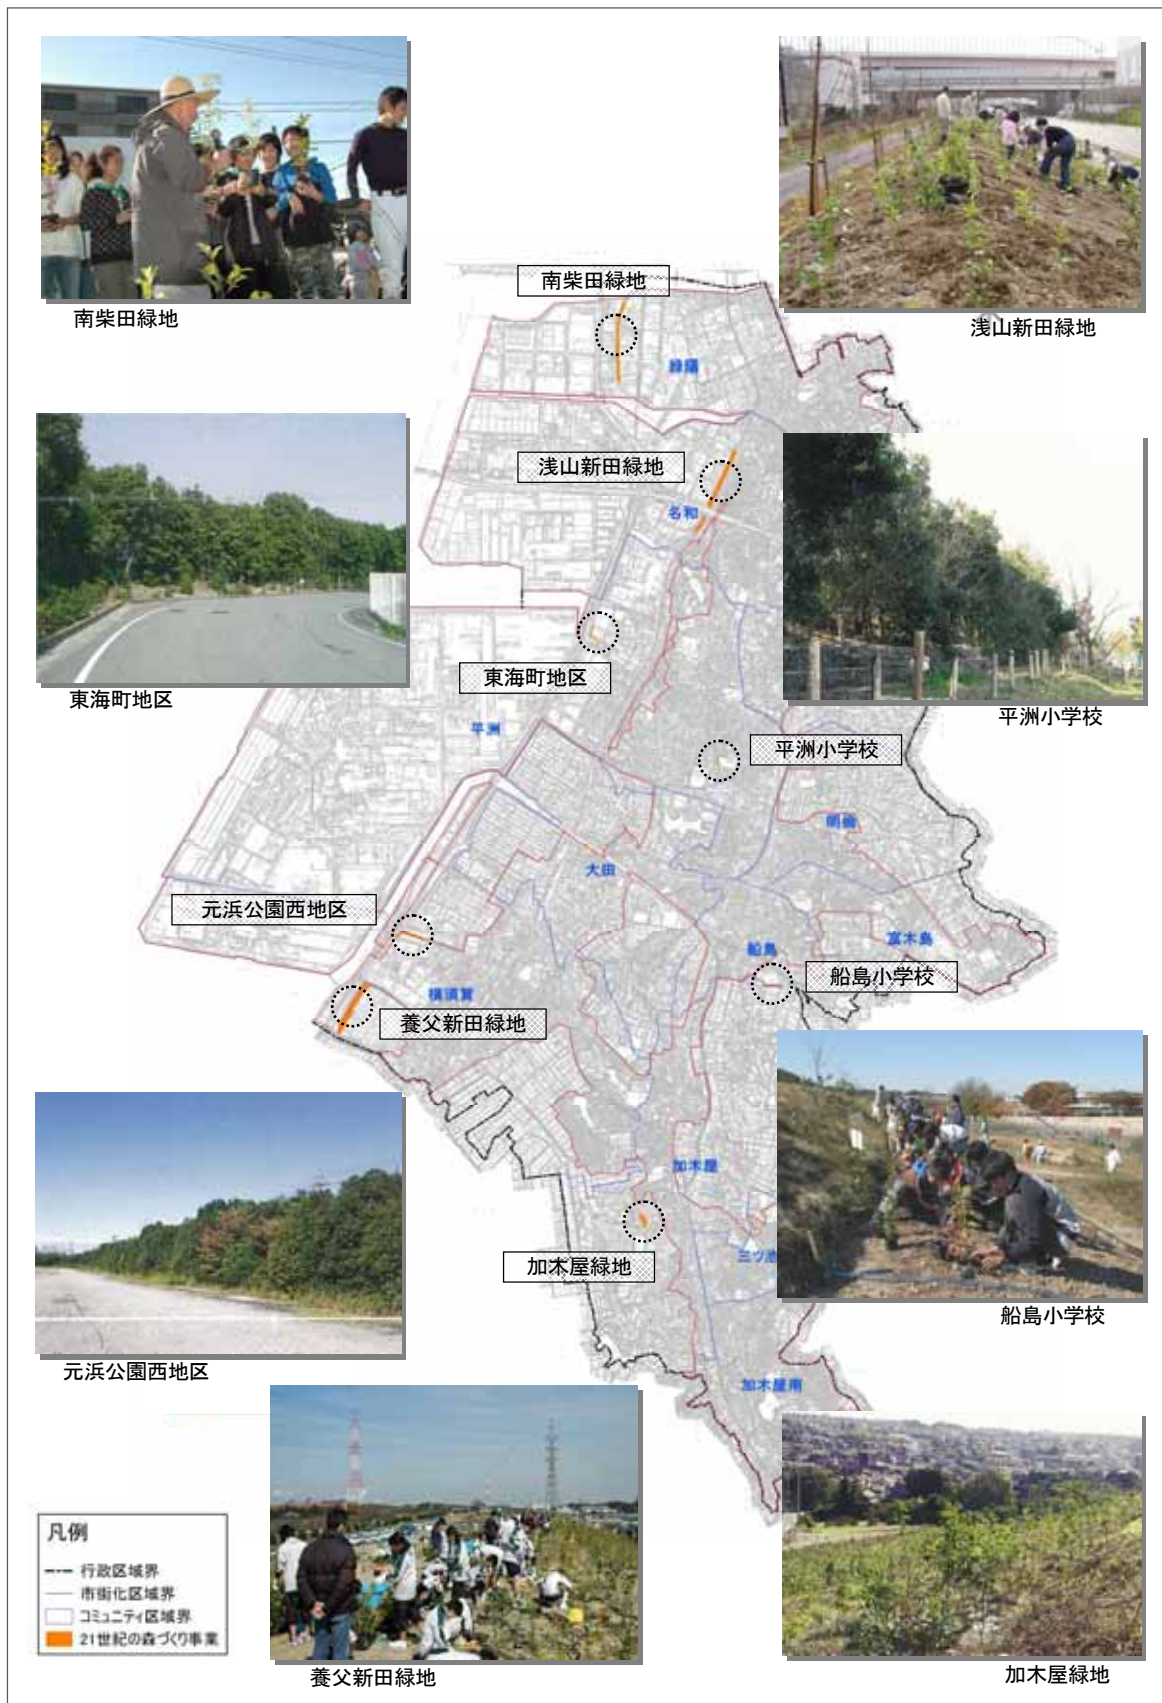 南柴田緑地
南柴田緑地
浅山新田緑地
緑陽
浅山新田緑地
名和
東海町地区
東海町地区
平洲小学校
平洲
平洲小学校
明倫
大田
元浜公園西地区
船島
富木島
船島小学校
横須賀
養父新田緑地
加木屋
船島小学校
三ツ池
加木屋緑地
元浜公園西地区
加木屋南
凡例
行政区域界
市街化区域界
コミュニティ区域界
21世紀の森づくり事業
養父新田緑地
加木屋緑地